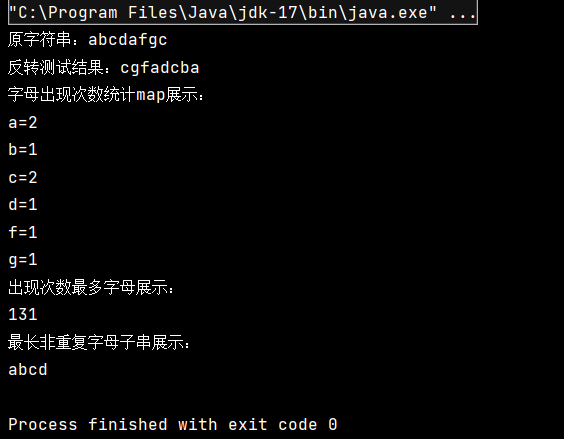 "C:\Program Files\Java\jdk-17\bin\java.exe" ...
原字符串：abcdafgc
反转测试结果：cgfadcba
字母出现次数统计map展示：
a=2
b=1
c=2
d=1
f=1
g=1
出现次数最多字母展示：
131
最长非重复字母子串展示：
abcd
Process finished with exit code 0